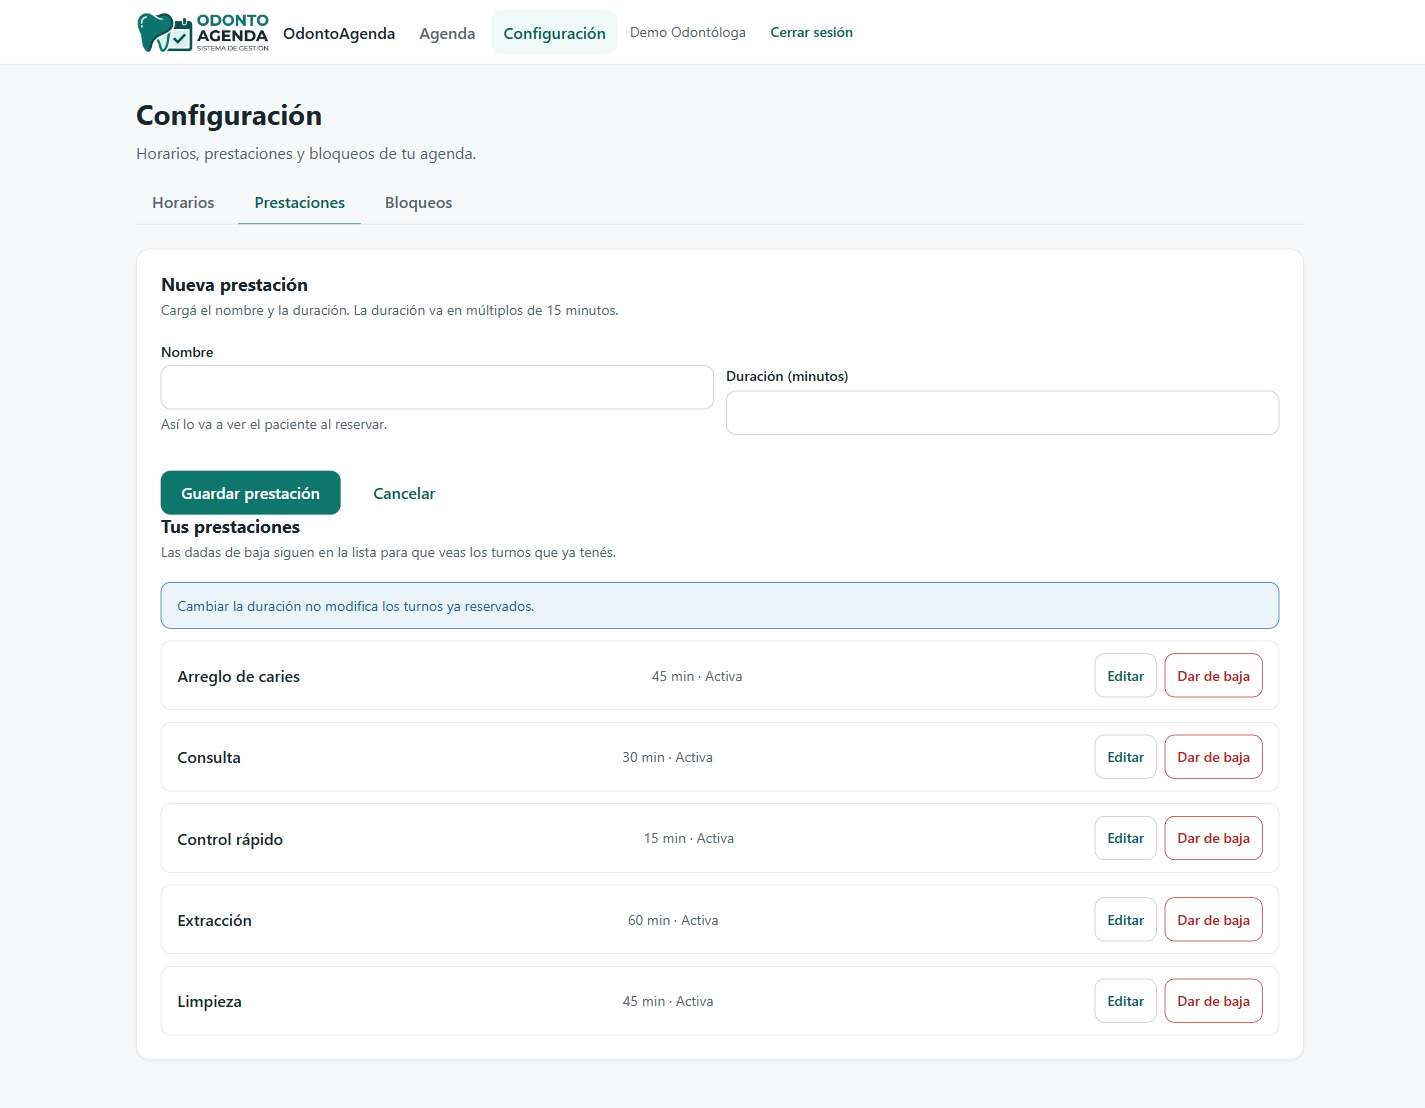 ODONTO
AGENDA
SISTEMA DE GESTIÓN
OdontoAgenda
Agenda
Configuración
Demo Odontóloga
Cerrar sesión
Configuración
Horarios, prestaciones y bloqueos de tu agenda.
Horarios
Prestaciones
Bloqueos
Nueva prestación
Cargá el nombre y la duración. La duración va en múltiplos de 15 minutos.
Nombre
Así lo va a ver el paciente al reservar.
Duración (minutos)
Guardar prestación
Cancelar
Tus prestaciones
Las dadas de baja siguen en la lista para que veas los turnos que ya tenés.
Cambiar la duración no modifica los turnos ya reservados.
Arreglo de caries
45 min · Activa
Editar
Dar de baja
Consulta
30 min · Activa
Editar
Dar de baja
Control rápido
15 min · Activa
Editar
Dar de baja
Extracción
60 min · Activa
Editar
Dar de baja
Limpieza
45 min · Activa
Editar
Dar de baja